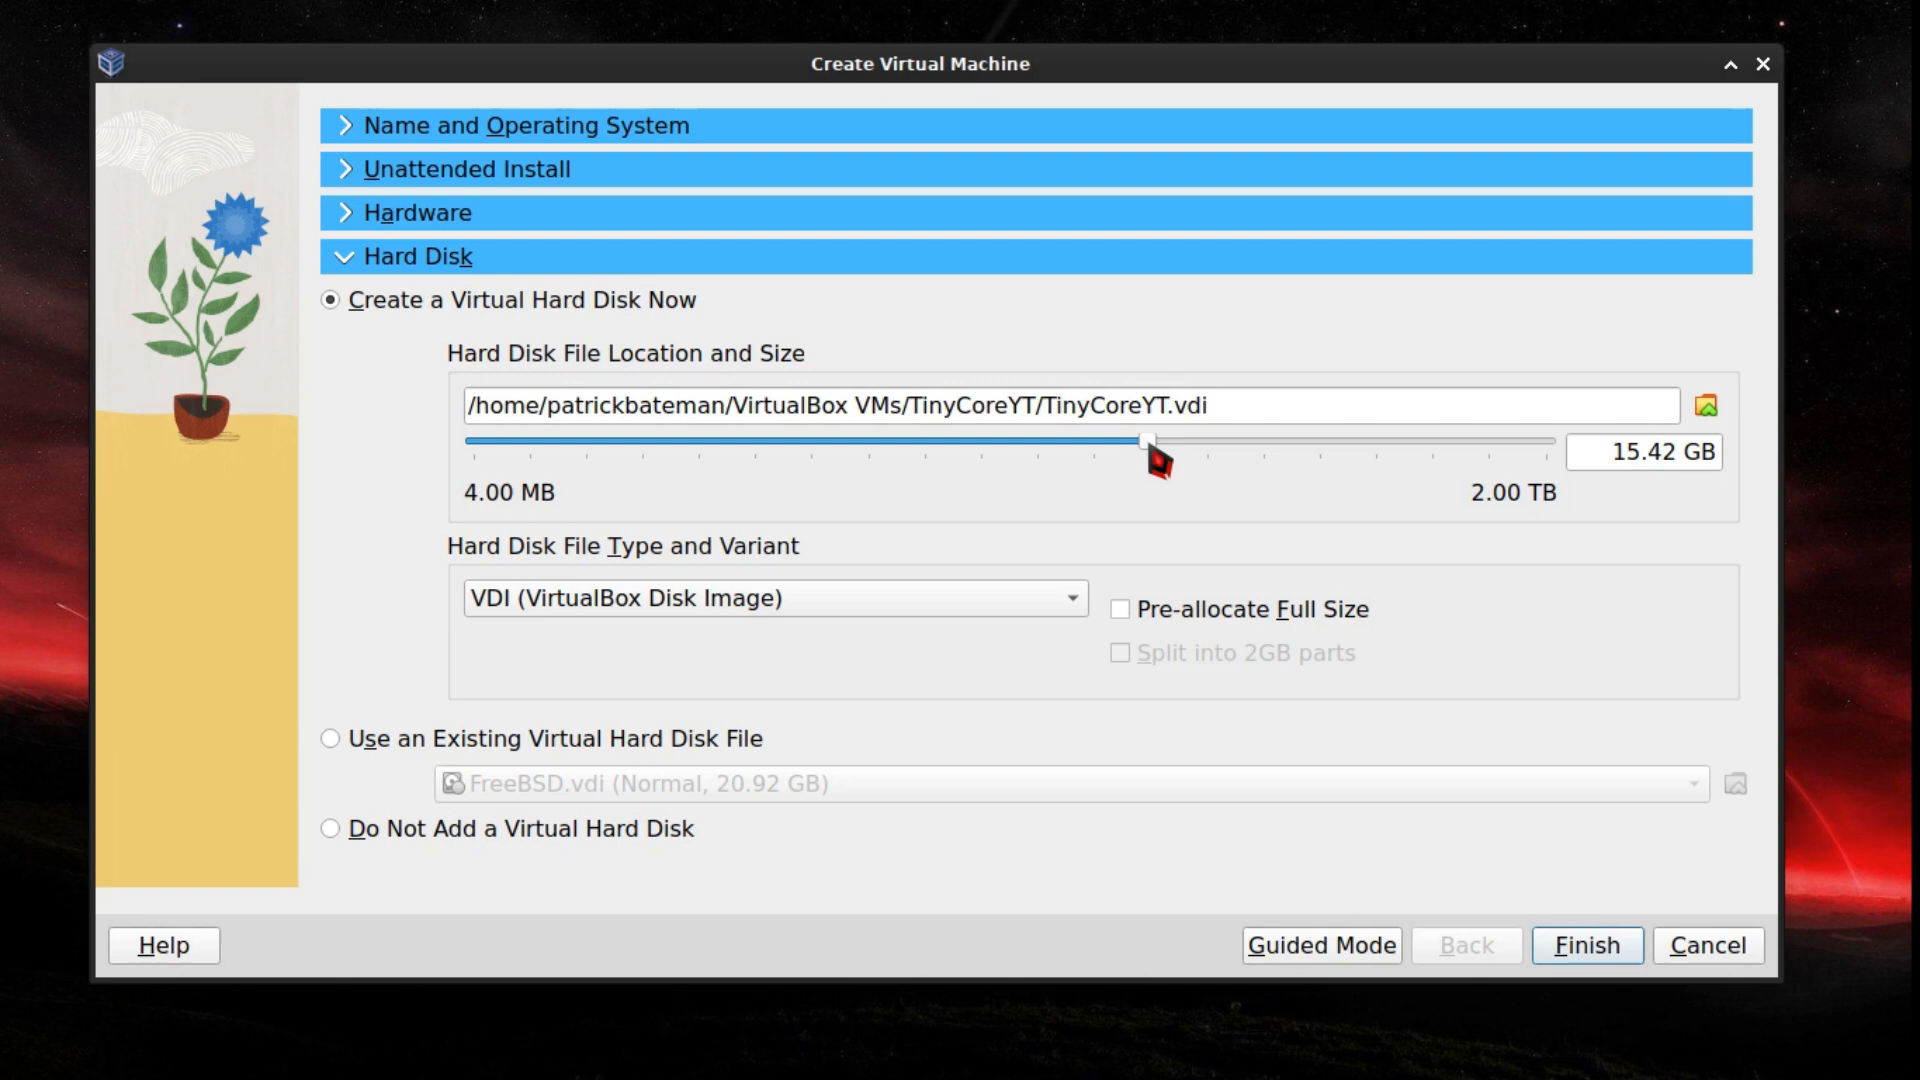 Create Virtual Machine
Name and Operating System
Unattended Install
Hardware
Hard Disk
Create a Virtual Hard Disk Now
Hard Disk File Location and Size
/home/patrickbateman/VirtualBox VMs/TinyCoreYT/TinyCoreYT.vdi
15.42 GB
4.00 MB 2.00 TB
Hard Disk File Type and Variant
VDI (VirtualBox Disk Image)
Pre-allocate Full Size
Split into 2GB parts
Use an Existing Virtual Hard Disk File
FreeBSD.vdi (Normal, 20.92 GB)
Do Not Add a Virtual Hard Disk
Help Guided Mode Back Finish Cancel